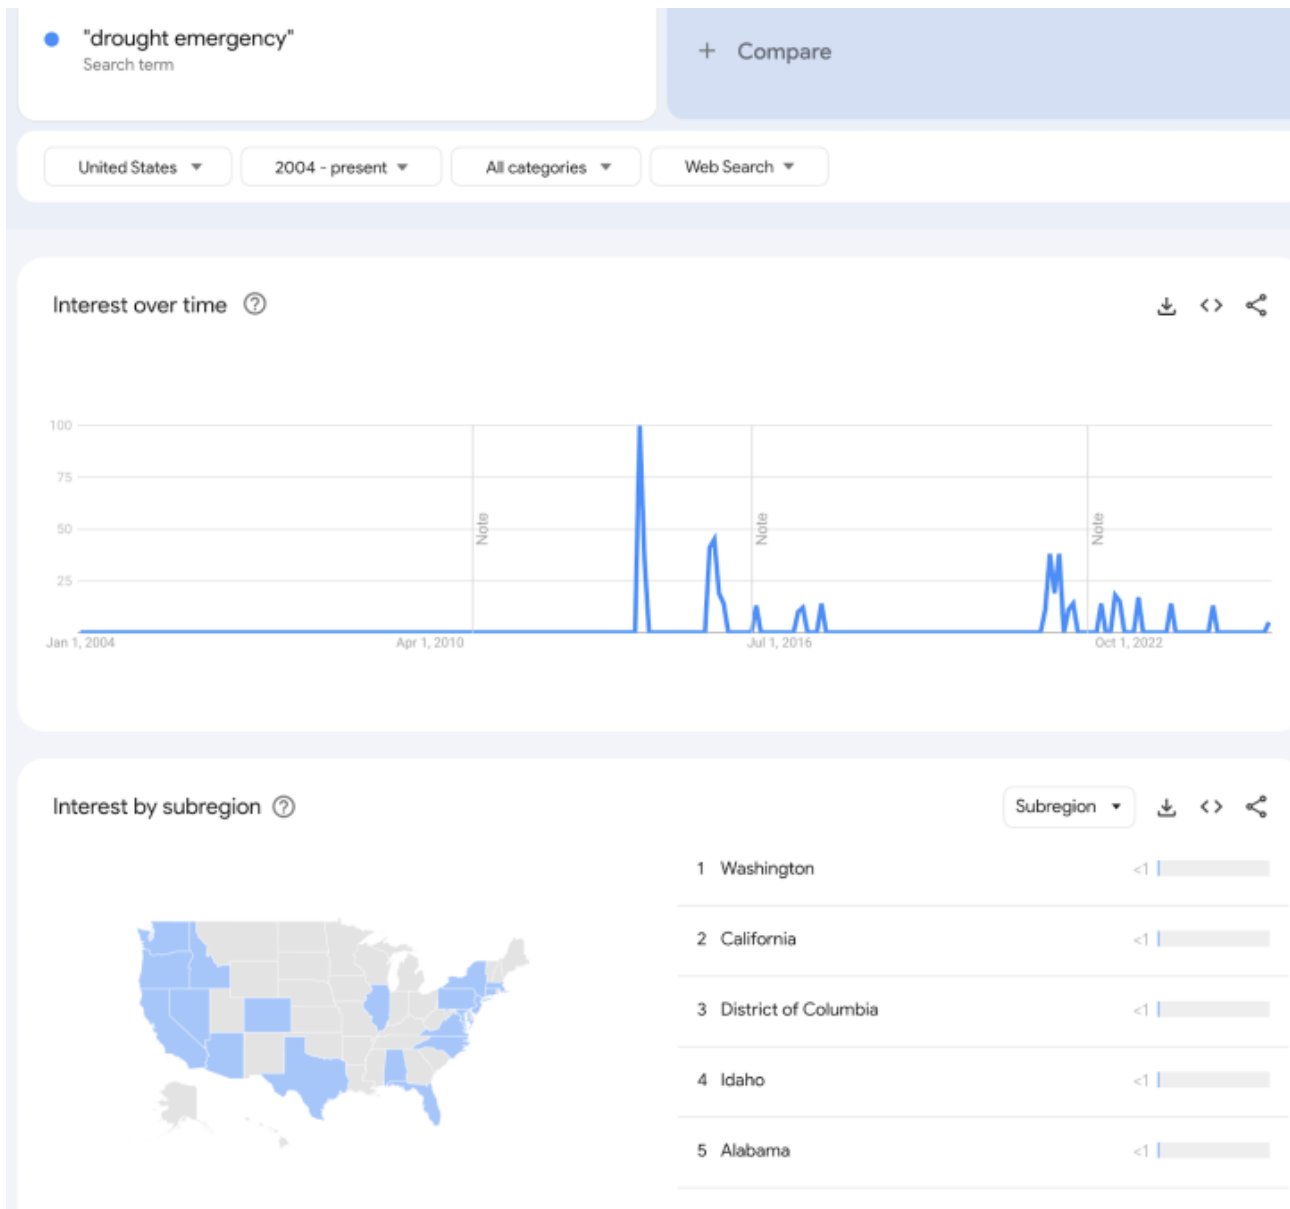 "drought emergency"
Search term
+ Compare
United States
2004 - present
All categories
Web Search
Interest over time ?
100
75
50
25
Note
Note
Note
Jan 1, 2004
Apr 1, 2010
Jul 1, 2016
Oct 1, 2022
Interest by subregion ?
Subregion
1 Washington <1
2 California <1
3 District of Columbia <1
4 Idaho <1
5 Alabama <1